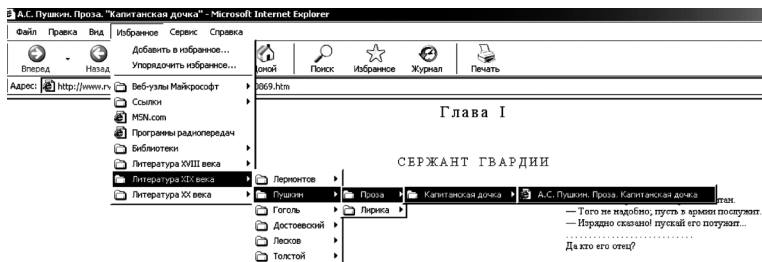 А.С. Пушкин. Проза. "Капитанская дочка" - Microsoft Internet Explorer
Файл Правка Вид Избранное Сервис Справка
Вперед Назад Домой Поиск Избранное Журнал Печать
Добавить в избранное...
Упорядочить избранное...
Адрес: http://www.rv 0869.htm
Веб-узлы Майкрософт
Ссылки
MSN.com
Программы радиопередач
Библиотеки
Литература XVIII века
Литература XIX века
Литература XX века
Лермонтов
Пушкин
Гоголь
Достоевский
Лесков
Толстой
Проза
Лирика
Капитанская дочка
А.С. Пушкин. Проза. Капитанская дочка
Глава I
СЕРЖАНТ ГВАРДИИ
тан.
— Того не надобно; пусть в армии послужит.
— Изрядно сказано! пускай его потужит...
. . . . . . . . . . . . . . . . . . . . . . . . . .
Да кто его отец?